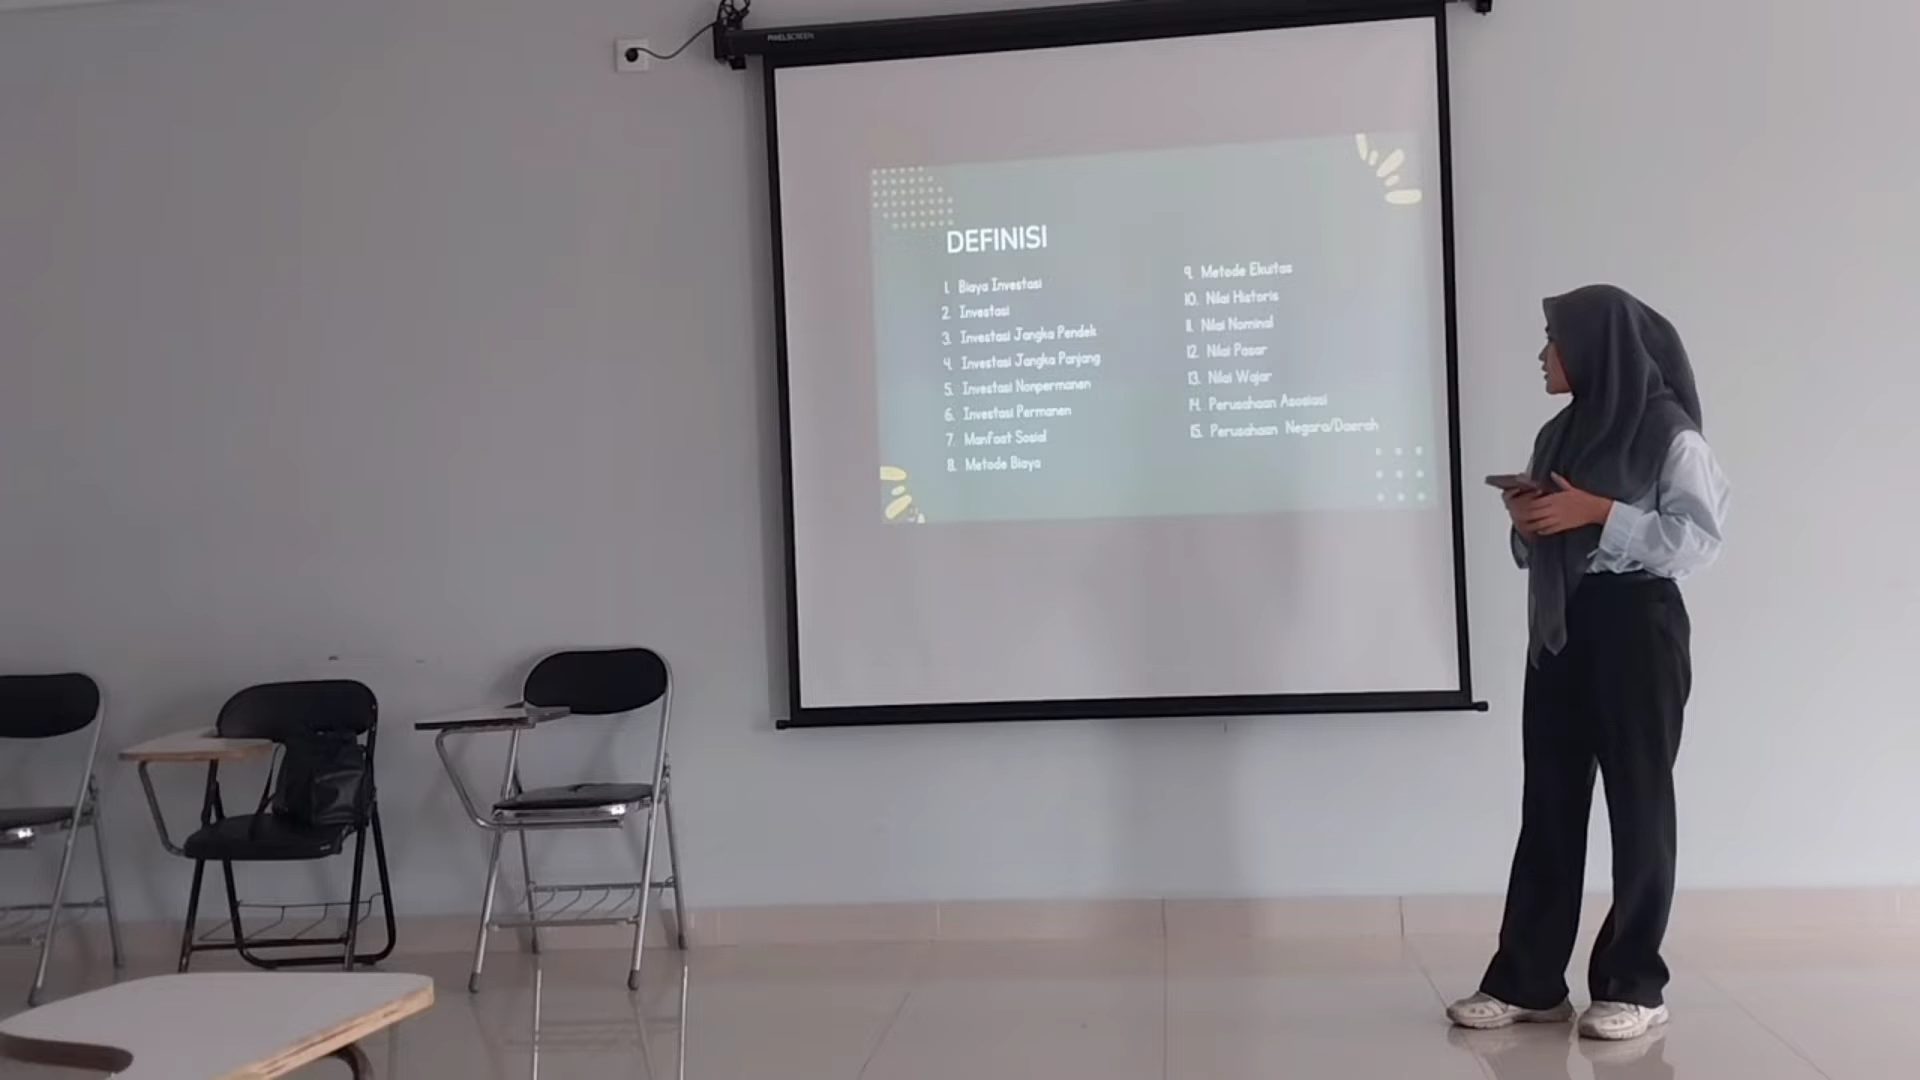 PIXELSCREEN
DEFINISI
1. Biaya Investasi
2. Investasi
3. Investasi Jangka Pendek
4. Investasi Jangka Panjang
5. Investasi Nonpermanen
6. Investasi Permanen
7. Manfaat Sosial
8. Metode Biaya
9. Metode Ekuitas
10. Nilai Historis
11. Nilai Nominal
12. Nilai Pasar
13. Nilai Wajar
14. Perusahaan Asosiasi
15. Perusahaan Negara/Daerah